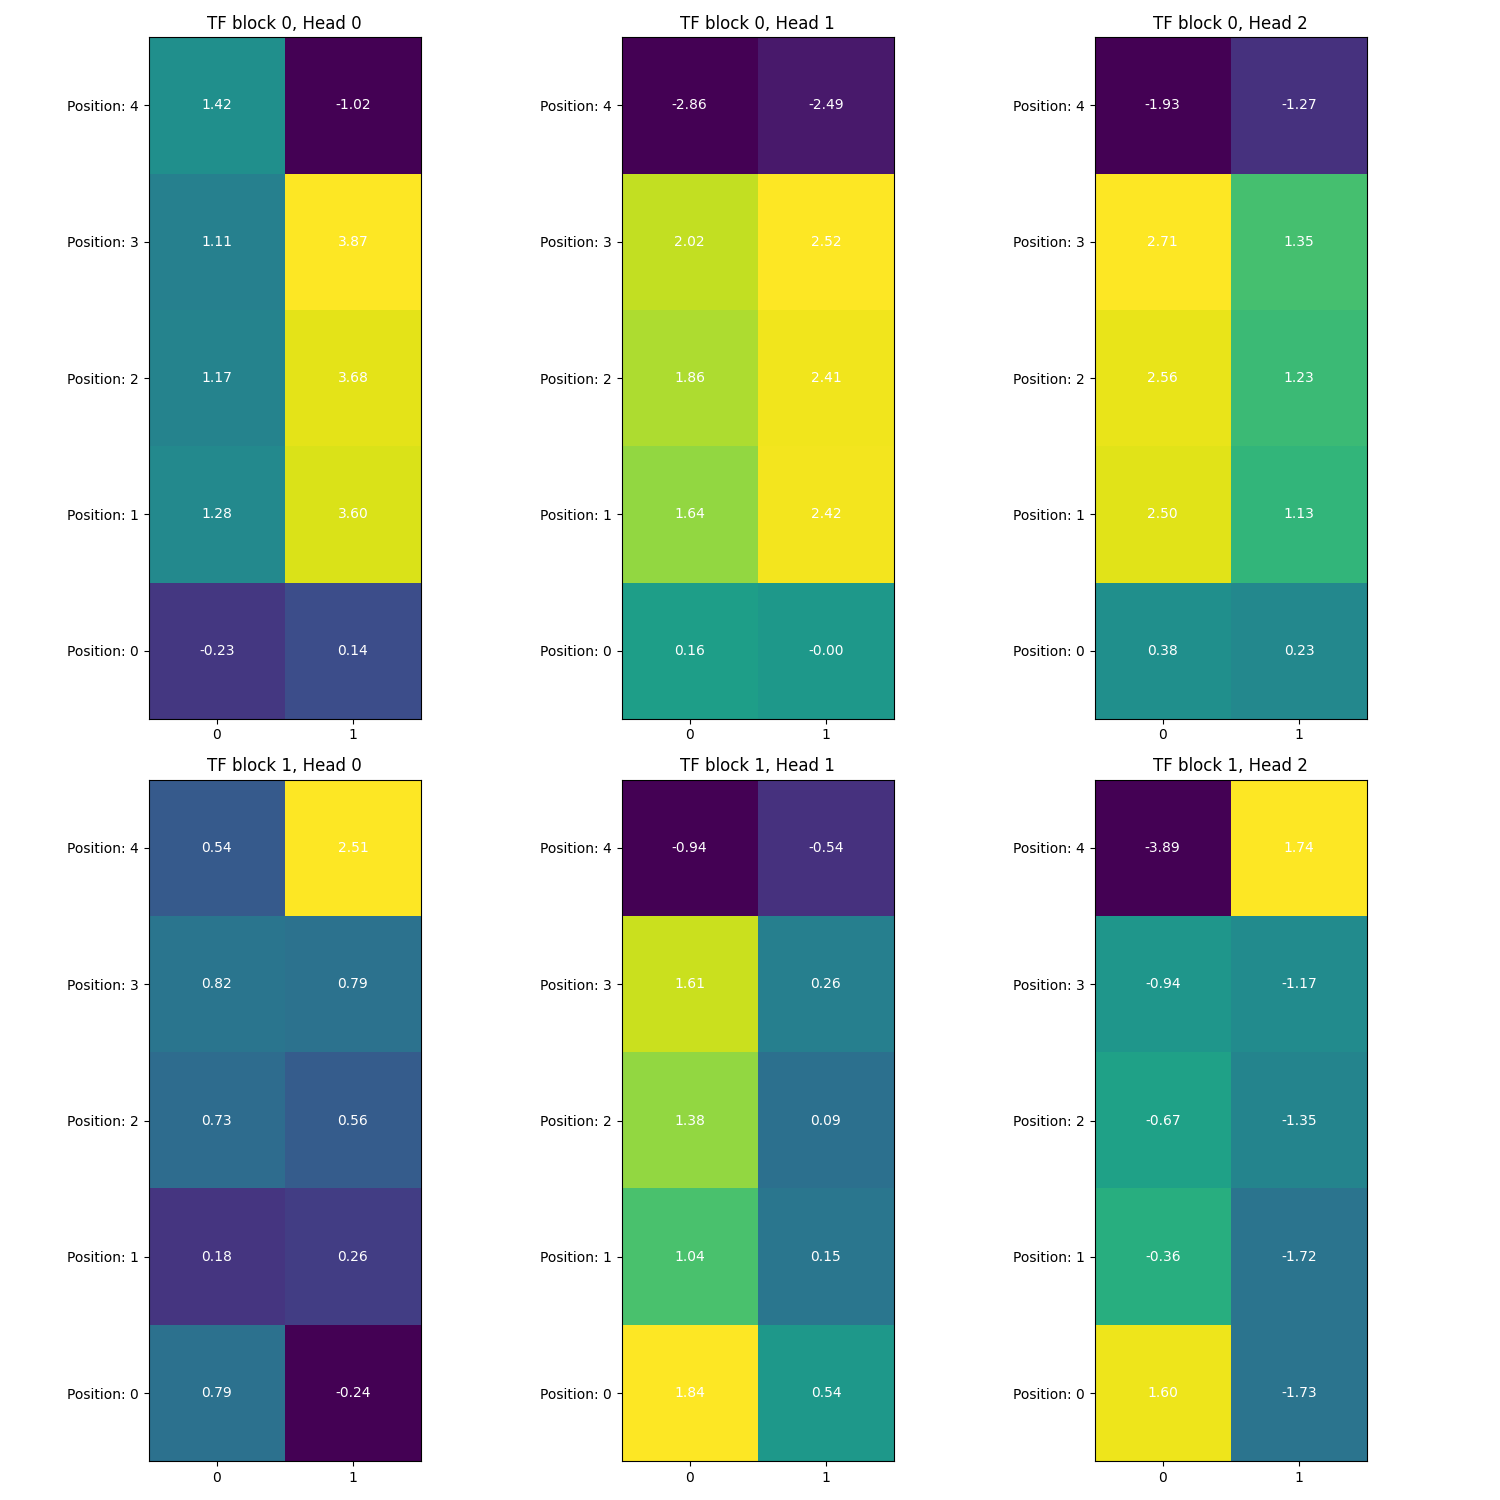 TF block 0, Head 0
Position: 4 1.42 -1.02
Position: 3 1.11 3.87
Position: 2 1.17 3.68
Position: 1 1.28 3.60
Position: 0 -0.23 0.14
0 1
TF block 0, Head 1
Position: 4 -2.86 -2.49
Position: 3 2.02 2.52
Position: 2 1.86 2.41
Position: 1 1.64 2.42
Position: 0 0.16 -0.00
0 1
TF block 0, Head 2
Position: 4 -1.93 -1.27
Position: 3 2.71 1.35
Position: 2 2.56 1.23
Position: 1 2.50 1.13
Position: 0 0.38 0.23
0 1
TF block 1, Head 0
Position: 4 0.54 2.51
Position: 3 0.82 0.79
Position: 2 0.73 0.56
Position: 1 0.18 0.26
Position: 0 0.79 -0.24
0 1
TF block 1, Head 1
Position: 4 -0.94 -0.54
Position: 3 1.61 0.26
Position: 2 1.38 0.09
Position: 1 1.04 0.15
Position: 0 1.84 0.54
0 1
TF block 1, Head 2
Position: 4 -3.89 1.74
Position: 3 -0.94 -1.17
Position: 2 -0.67 -1.35
Position: 1 -0.36 -1.72
Position: 0 1.60 -1.73
0 1